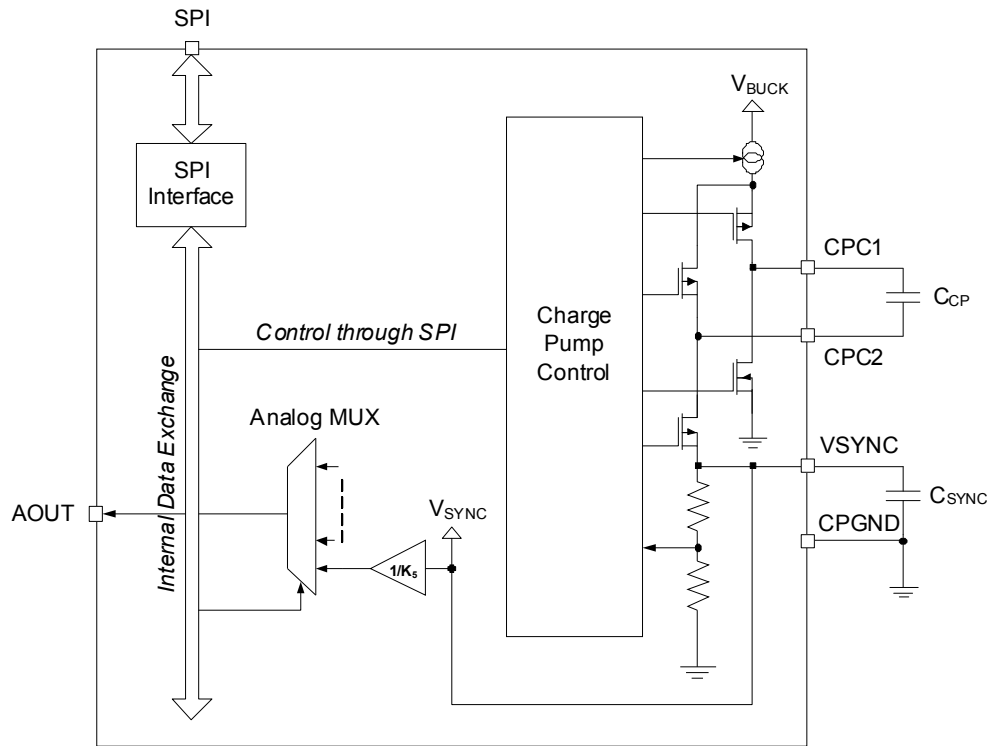 SPI
SPI
Interface
V_BUCK
CPC1
C_CP
CPC2
Charge
Pump
Control
Control through SPI
Internal Data Exchange
Analog MUX
VSYNC
C_SYNC
CPGND
AOUT
V_SYNC
1/K_5